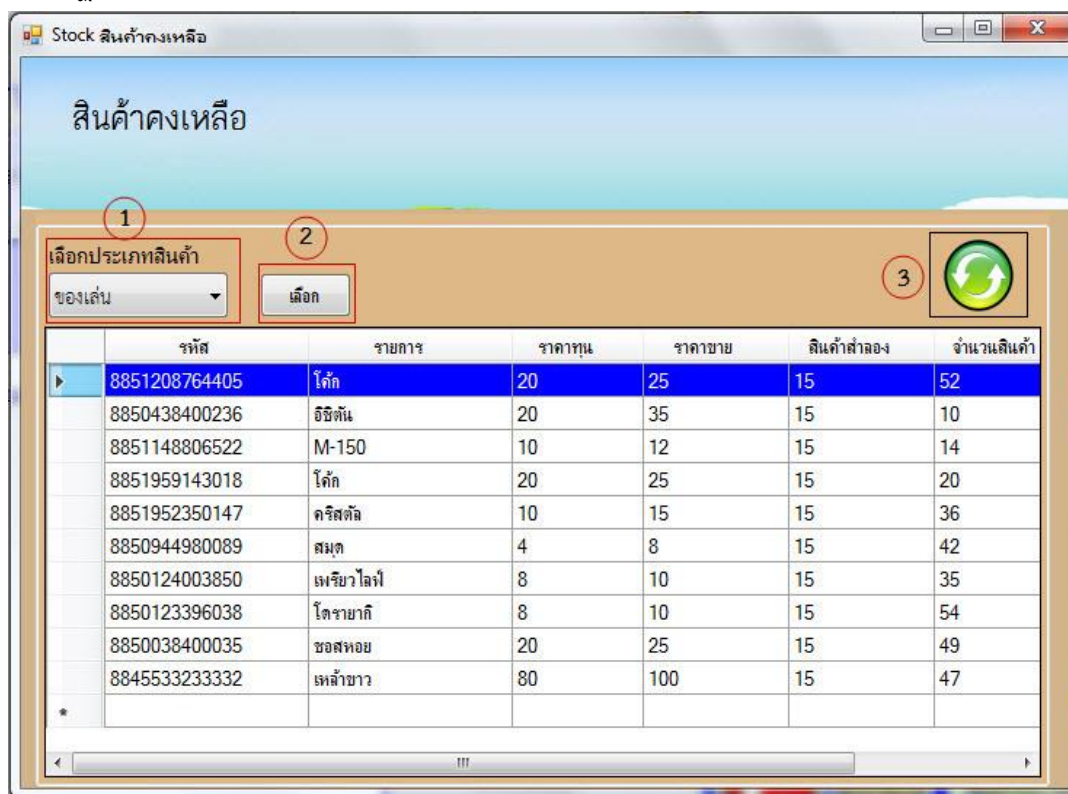 Stock สินค้าคงเหลือ
สินค้าคงเหลือ
1
2
3
เลือกประเภทสินค้า
ของเล่น
เลือก
รหัส รายการ ราคาทุน ราคาขาย สินค้าสำลอง จำนวนสินค้า
8851208764405 โค้ก 20 25 15 52
8850438400236 อิชิตัน 20 35 15 10
8851148806522 M-150 10 12 15 14
8851959143018 โค้ก 20 25 15 20
8851952350147 คริสตัล 10 15 15 36
8850944980089 สมุด 4 8 15 42
8850124003850 เพรียวไลฟ์ 8 10 15 35
8850123396038 โดรายากิ 8 10 15 54
8850038400035 ซอสหอย 20 25 15 49
8845533233332 เหล้าขาว 80 100 15 47
*